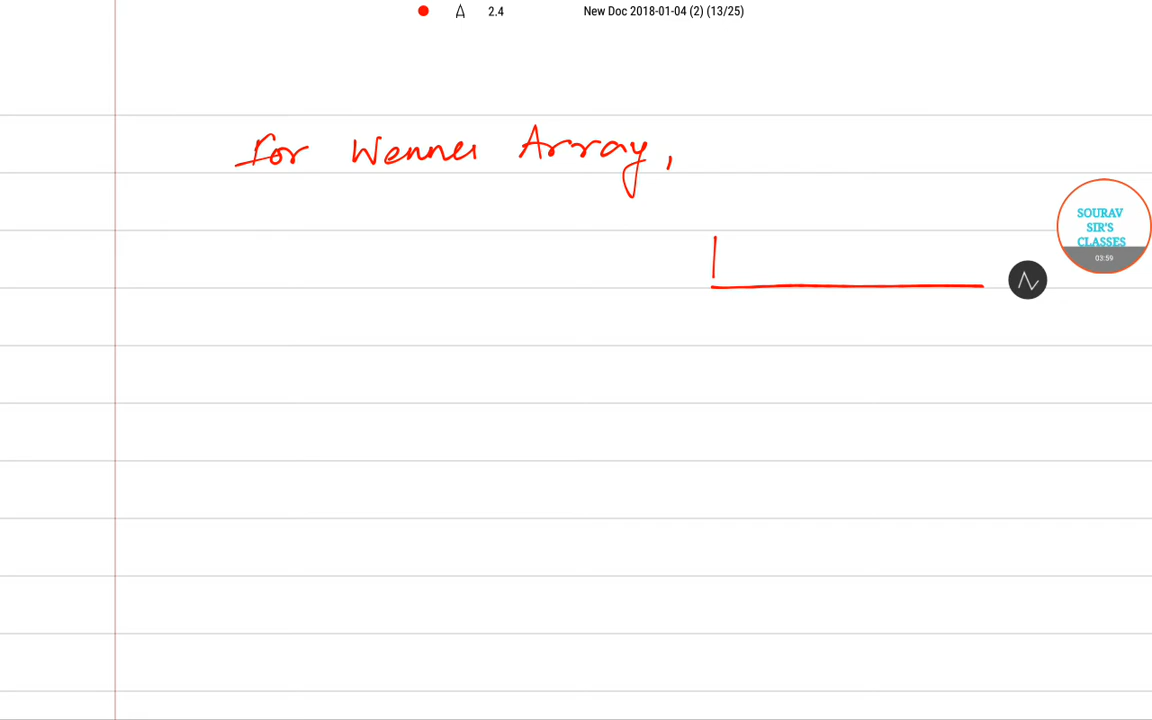 A 2.4 New Doc 2018-01-04 (2) (13/25)
for Wenner Array,
SOURAV
SIR'S
CLASSES
03:59